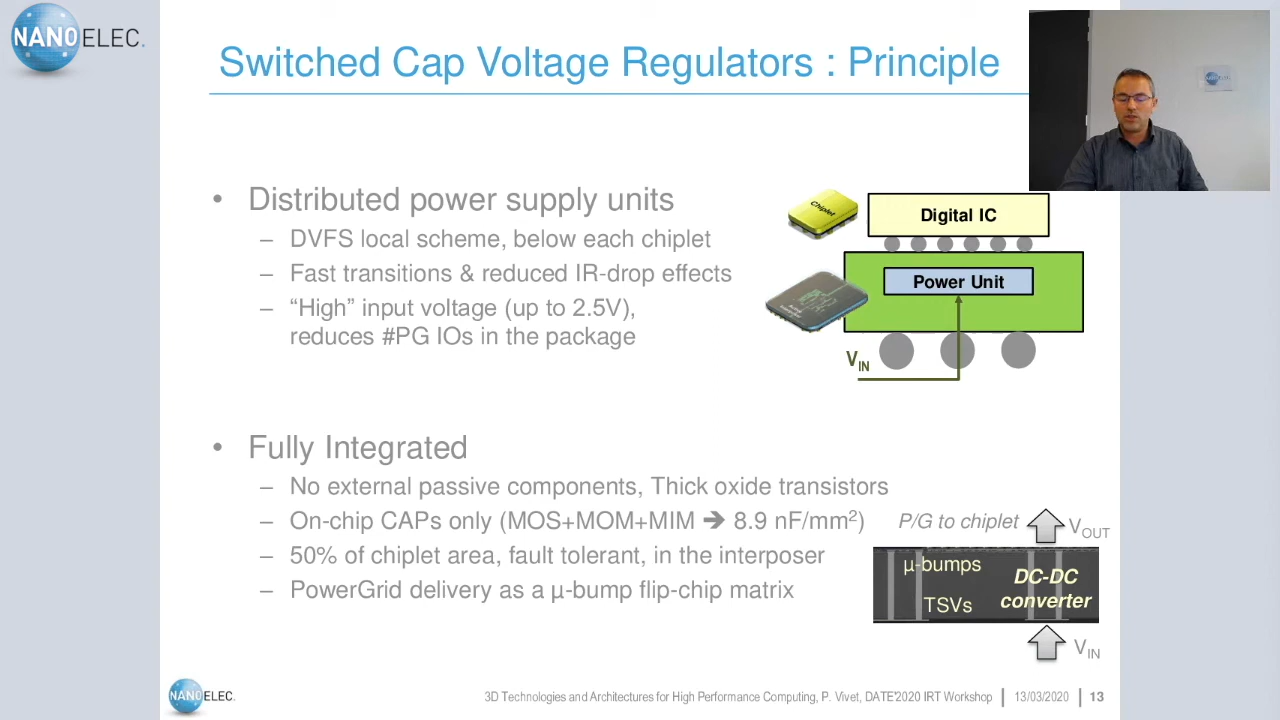 NANOELEC.
Switched Cap Voltage Regulators : Principle
• Distributed power supply units
– DVFS local scheme, below each chiplet
– Fast transitions & reduced IR-drop effects
– “High” input voltage (up to 2.5V),
reduces #PG IOs in the package
Chiplet
Digital IC
Power Unit
VIN
• Fully Integrated
– No external passive components, Thick oxide transistors
– On-chip CAPs only (MOS+MOM+MIM ➔ 8.9 nF/mm²)
– 50% of chiplet area, fault tolerant, in the interposer
– PowerGrid delivery as a µ-bump flip-chip matrix
P/G to chiplet
VOUT
µ-bumps
TSVs
DC-DC
converter
VIN
NANOELEC.
3D Technologies and Architectures for High Performance Computing, P. Vivet, DATE'2020 IRT Workshop | 13/03/2020 | 13